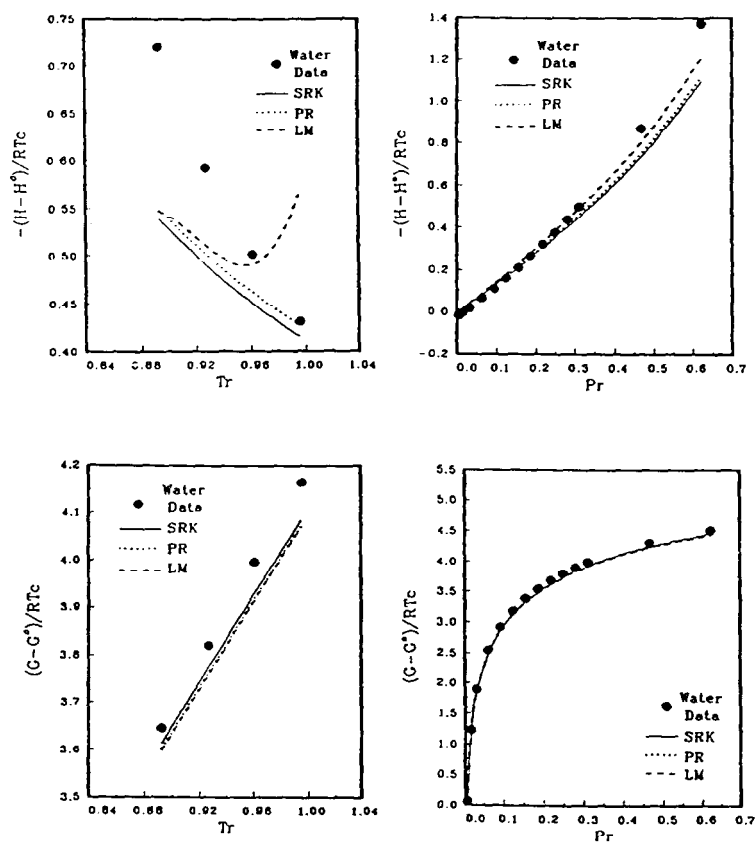 0.75
0.70
0.65
0.60
0.55
0.50
0.45
0.40
-(H-H°)/RTc
Water
Data
SRK
PR
LM
0.84 0.88 0.92 0.96 1.00 1.04
Tr
1.4
1.2
1.0
0.8
0.6
0.4
0.2
0.0
-0.2
-(H-H°)/RTc
Water
Data
SRK
PR
LM
0.0 0.1 0.2 0.3 0.4 0.5 0.6 0.7
Pr
4.2
4.1
4.0
3.9
3.8
3.7
3.6
3.5
(G-G°)/RTc
Water
Data
SRK
PR
LM
0.84 0.88 0.92 0.96 1.00 1.04
Tr
5.5
5.0
4.5
4.0
3.5
3.0
2.5
2.0
1.5
1.0
0.5
0.0
(G-G°)/RTc
Water
Data
SRK
PR
LM
0.0 0.1 0.2 0.3 0.4 0.5 0.6 0.7
Pr